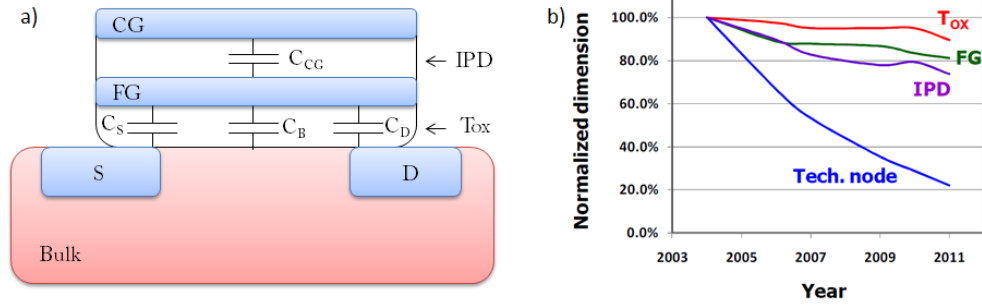 a)
CG
C_CG
← IPD
FG
C_S
C_B
C_D
← Tox
S
D
Bulk
b)
Normalized dimension
100.0%
80.0%
60.0%
40.0%
20.0%
0.0%
T_OX
FG
IPD
Tech. node
2003
2005
2007
2009
2011
Year